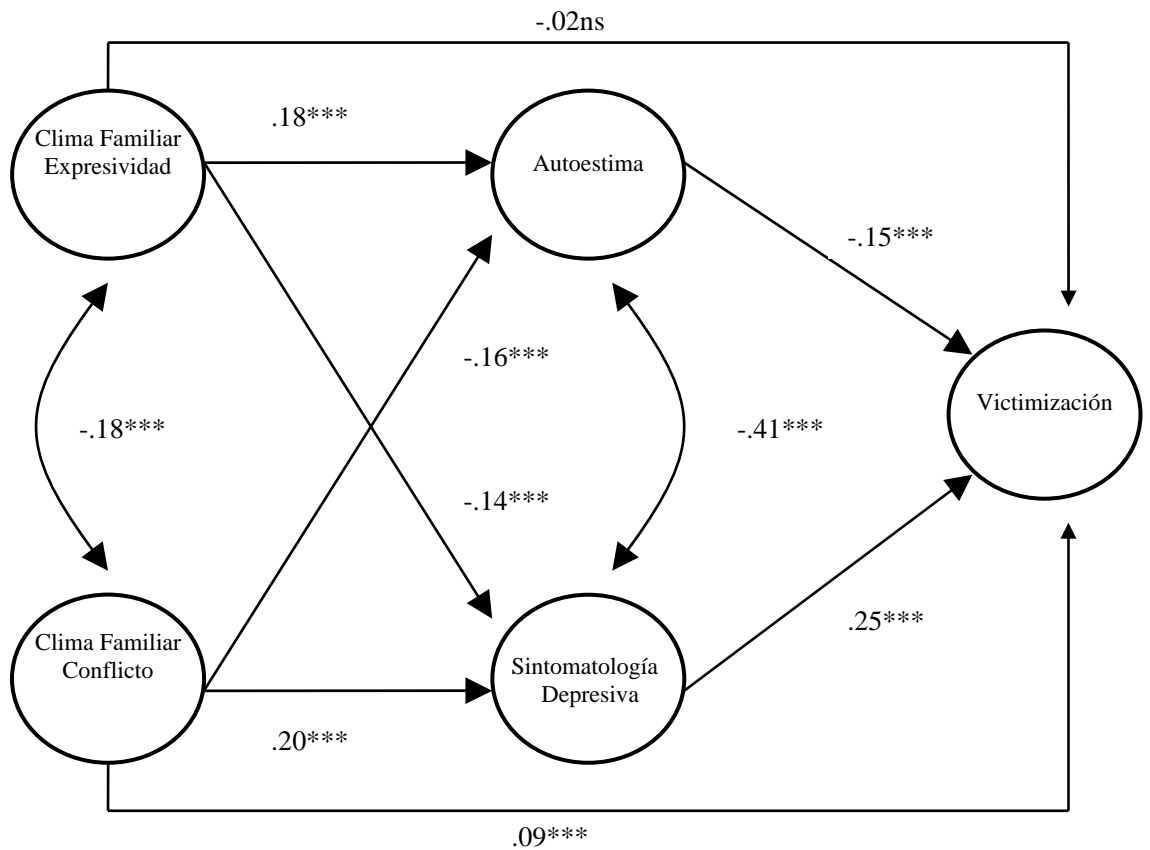 -.02ns
Clima Familiar
Expresividad
.18***
Autoestima
-.15***
-.16***
-.18***
-.41***
Victimización
-.14***
Clima Familiar
Conflicto
.20***
Sintomatología
Depresiva
.25***
.09***